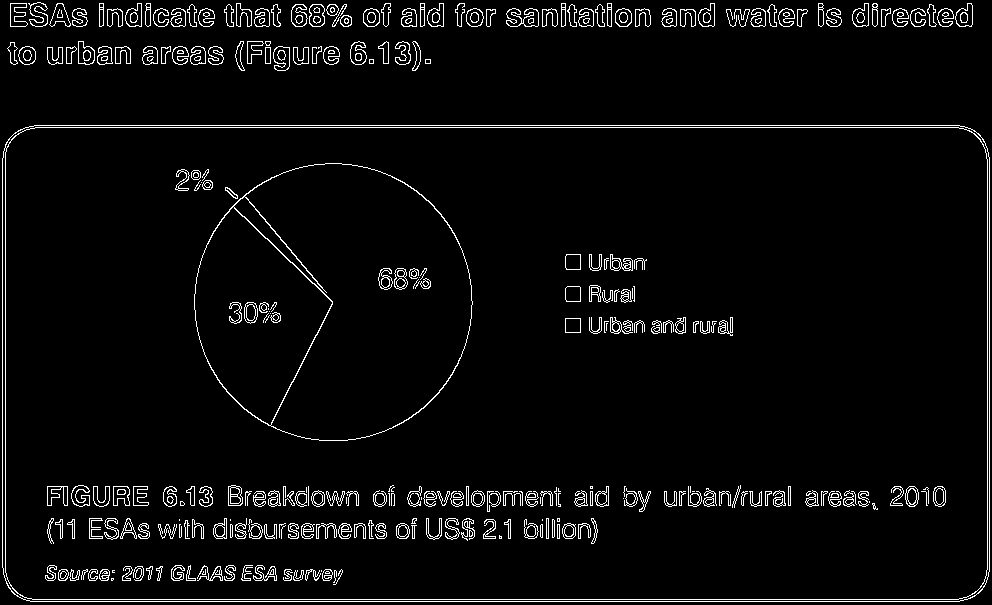 ESAs indicate that 68% of aid for sanitation and water is directed
to urban areas (Figure 6.13).
2%
68%
30%
Urban
Rural
Urban and rural
FIGURE 6.13 Breakdown of development aid by urban/rural areas, 2010
(11 ESAs with disbursements of US$ 2.1 billion)
Source: 2011 GLAAS ESA survey